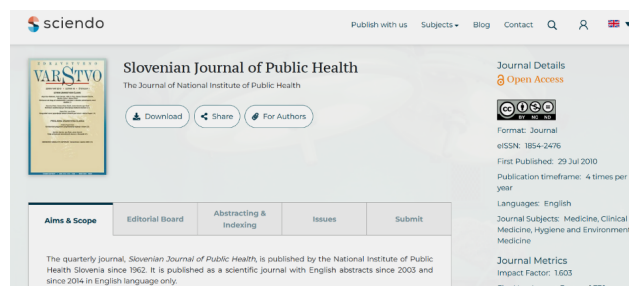 sciendo
Publish with us Subjects Blog Contact
VARSTVO
Slovenian Journal of Public Health
The Journal of National Institute of Public Health
Download Share For Authors
Journal Details
Open Access
CC BY NC ND
Format: Journal
eISSN: 1854-2476
First Published: 29 Jul 2010
Publication timeframe: 4 times per
year
Languages: English
Journal Subjects: Medicine, Clinical
Medicine, Hygiene and Environment
Medicine
Journal Metrics
Impact Factor: 1.603
Aims & Scope Editorial Board Abstracting & Indexing Issues Submit
The quarterly journal, Slovenian Journal of Public Health, is published by the National Institute of Public
Health Slovenia since 1962. It is published as a scientific journal with English abstracts since 2003 and
since 2014 in English language only.